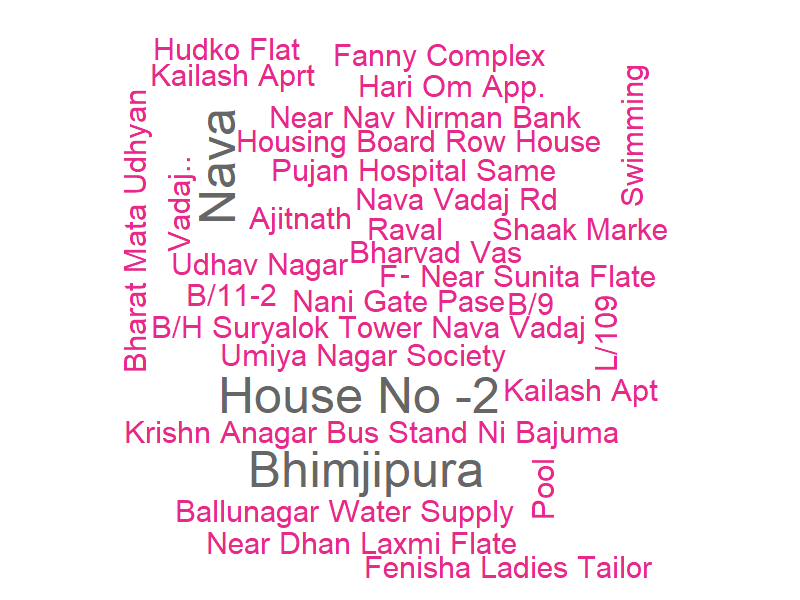 Hudko Flat
Fanny Complex
Kailash Aprt
Hari Om App.
Swimming
Bharat Mata Udhyan
Nava
Near Nav Nirman Bank
Housing Board Row House
Vadaj...
Pujan Hospital Same
Nava Vadaj Rd
Ajitnath
Raval
Shaak Marke
Bharvad Vas
Udhav Nagar
F- Near Sunita Flate
B/11-2
Nani Gate Pase
B/9
L/109
B/H Suryalok Tower Nava Vadaj
Umiya Nagar Society
House No -2
Kailash Apt
Krishn Anagar Bus Stand Ni Bajuma
Bhimjipura
Pool
Ballunagar Water Supply
Near Dhan Laxmi Flate
Fenisha Ladies Tailor